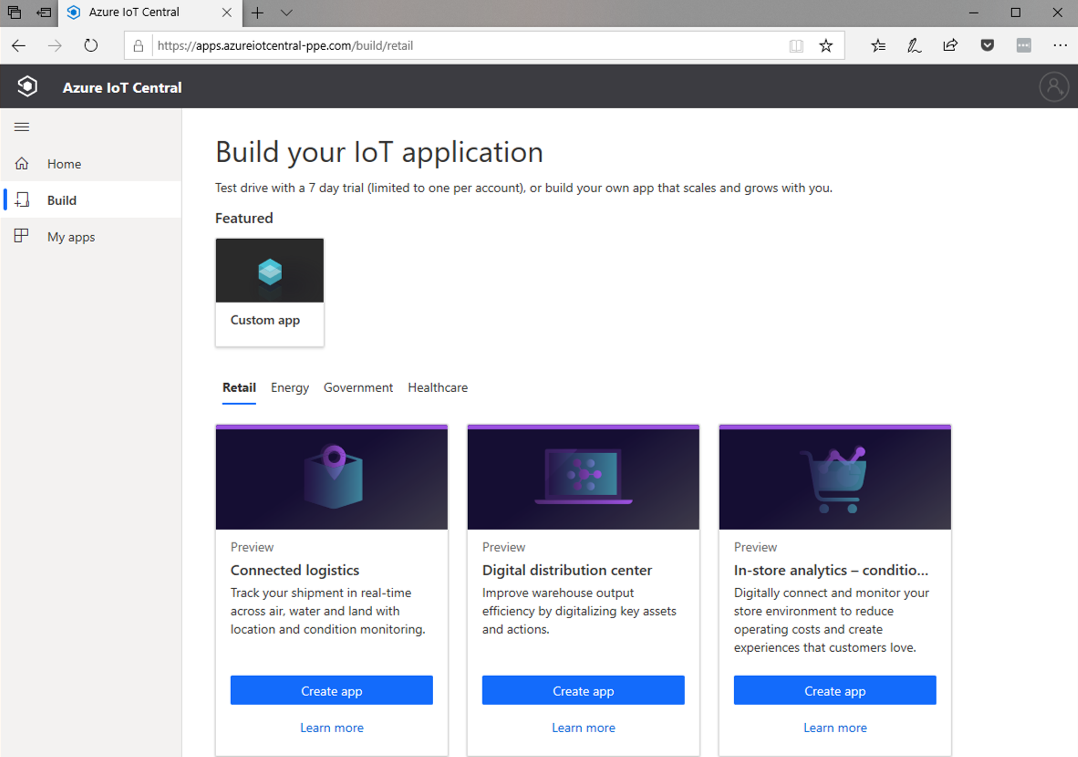 Azure IoT Central
https://apps.azureiotcentral-ppe.com/build/retail
Azure IoT Central
Home
Build
My apps
Build your IoT application
Test drive with a 7 day trial (limited to one per account), or build your own app that scales and grows with you.
Featured
Custom app
Retail Energy Government Healthcare
Preview
Connected logistics
Track your shipment in real-time
across air, water and land with
location and condition monitoring.
Create app
Learn more
Preview
Digital distribution center
Improve warehouse output
efficiency by digitalizing key assets
and actions.
Create app
Learn more
Preview
In-store analytics – conditio...
Digitally connect and monitor your
store environment to reduce
operating costs and create
experiences that customers love.
Create app
Learn more